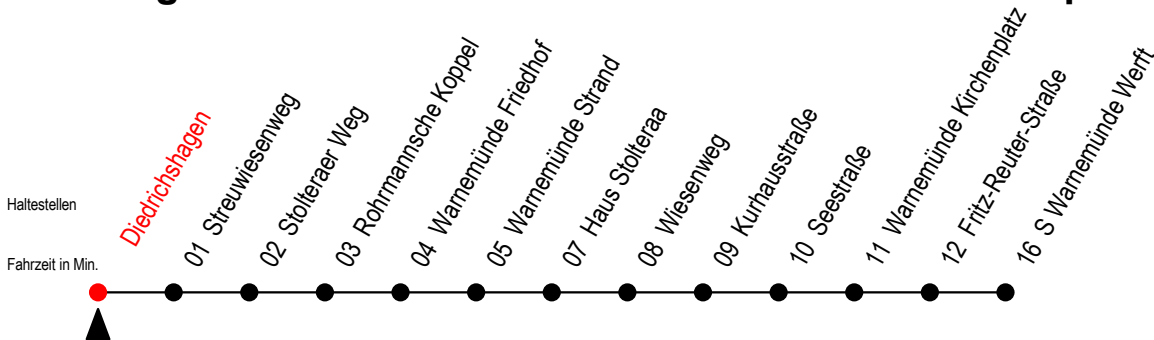 Haltestellen
Fahrzeit in Min.
Diedrichshagen
01 Streuwiesenweg
02 Stolteraer Weg
03 Rohrmannsche Koppel
04 Warnemünde Friedhof
05 Warnemünde Strand
07 Haus Stolteraa
08 Wiesenweg
09 Kurhausstraße
10 Seestraße
11 Warnemünde Kirchenplatz
12 Fritz-Reuter-Straße
16 S Warnemünde Werft